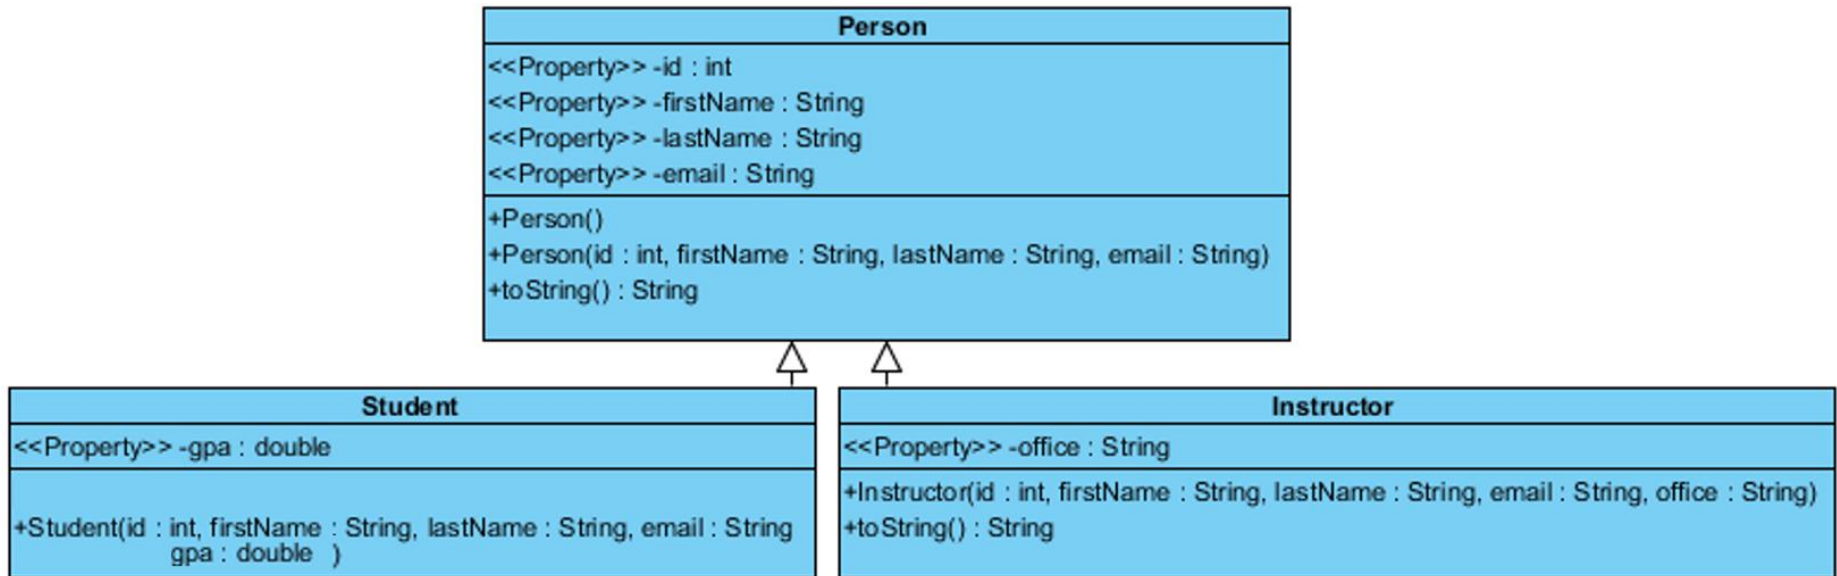 Person
<<Property>> -id : int
<<Property>> -firstName : String
<<Property>> -lastName : String
<<Property>> -email : String
+Person()
+Person(id : int, firstName : String, lastName : String, email : String)
+toString() : String
Student
<<Property>> -gpa : double
+Student(id : int, firstName : String, lastName : String, email : String
gpa : double )
Instructor
<<Property>> -office : String
+Instructor(id : int, firstName : String, lastName : String, email : String, office : String)
+toString() : String